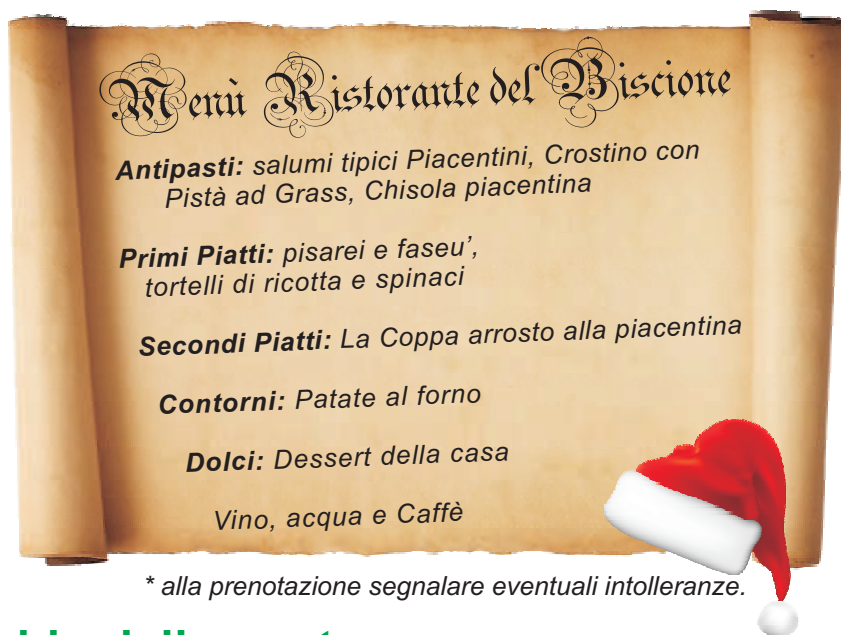 Menù Ristorante del Biscione
Antipasti: salumi tipici Piacentini, Crostino con
Pistà ad Grass, Chisola piacentina
Primi Piatti: pisarei e faseu’,
tortelli di ricotta e spinaci
Secondi Piatti: La Coppa arrosto alla piacentina
Contorni: Patate al forno
Dolci: Dessert della casa
Vino, acqua e Caffè
* alla prenotazione segnalare eventuali intolleranze.